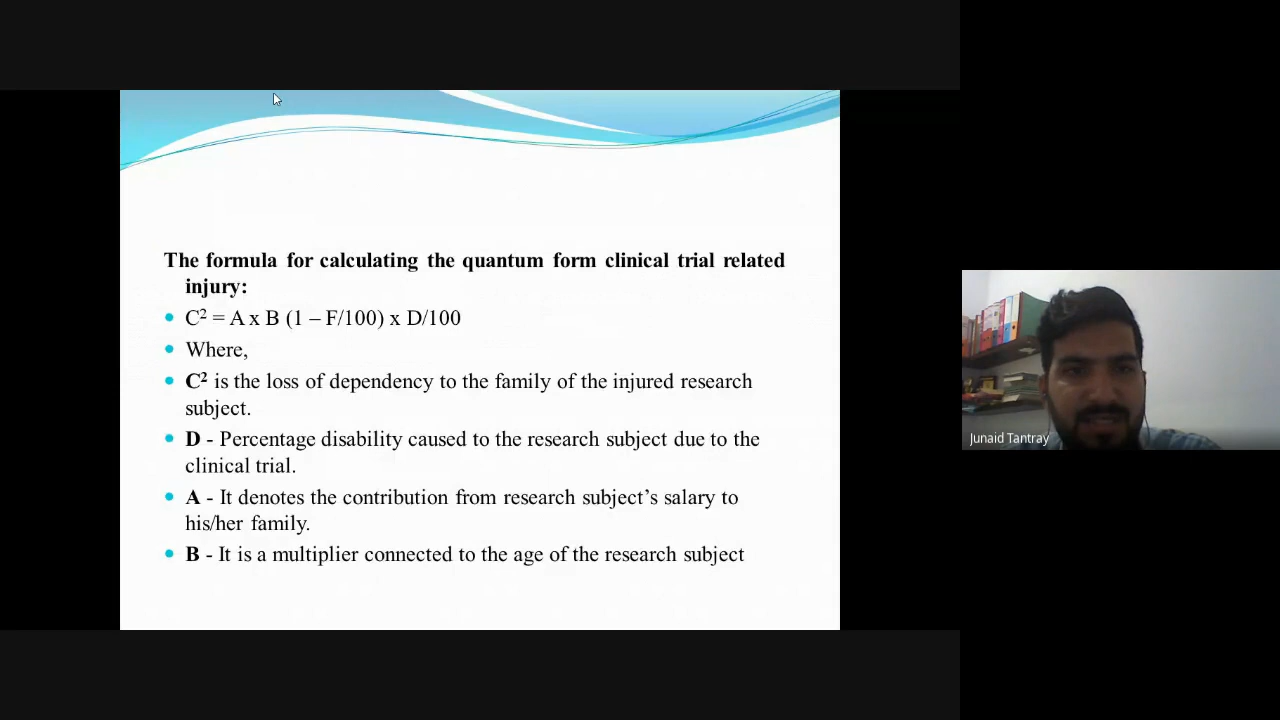 The formula for calculating the quantum form clinical trial related
injury:
C² = A x B (1 – F/100) x D/100
Where,
C² is the loss of dependency to the family of the injured research
subject.
D - Percentage disability caused to the research subject due to the
clinical trial.
A - It denotes the contribution from research subject’s salary to
his/her family.
B - It is a multiplier connected to the age of the research subject
Junaid Tantray